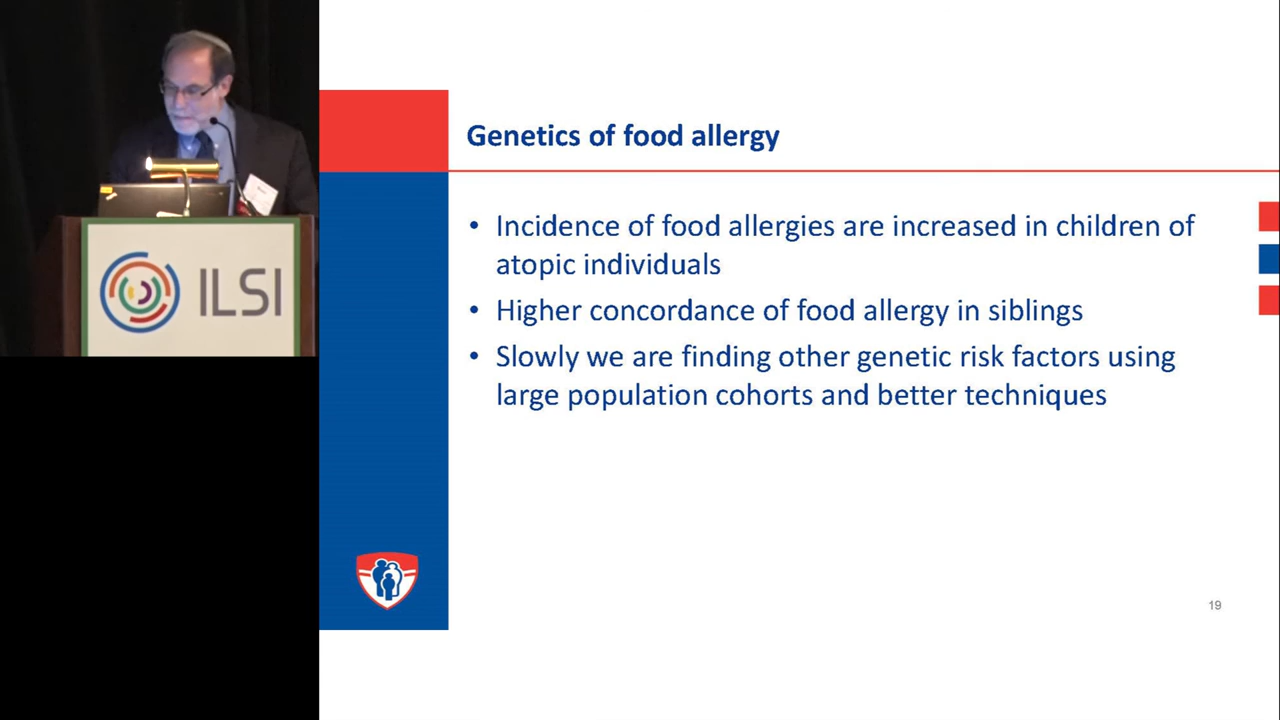 Genetics of food allergy
• Incidence of food allergies are increased in children of
atopic individuals
• Higher concordance of food allergy in siblings
• Slowly we are finding other genetic risk factors using
large population cohorts and better techniques
19
ILSI